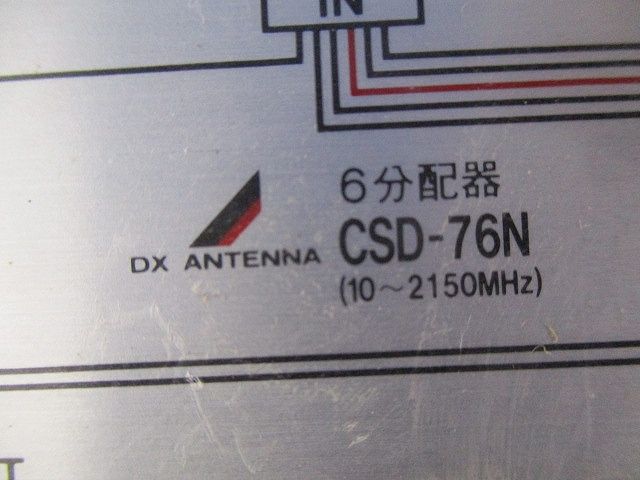 IN
6分配器
DX ANTENNA
CSD-76N
(10～2150MHz)